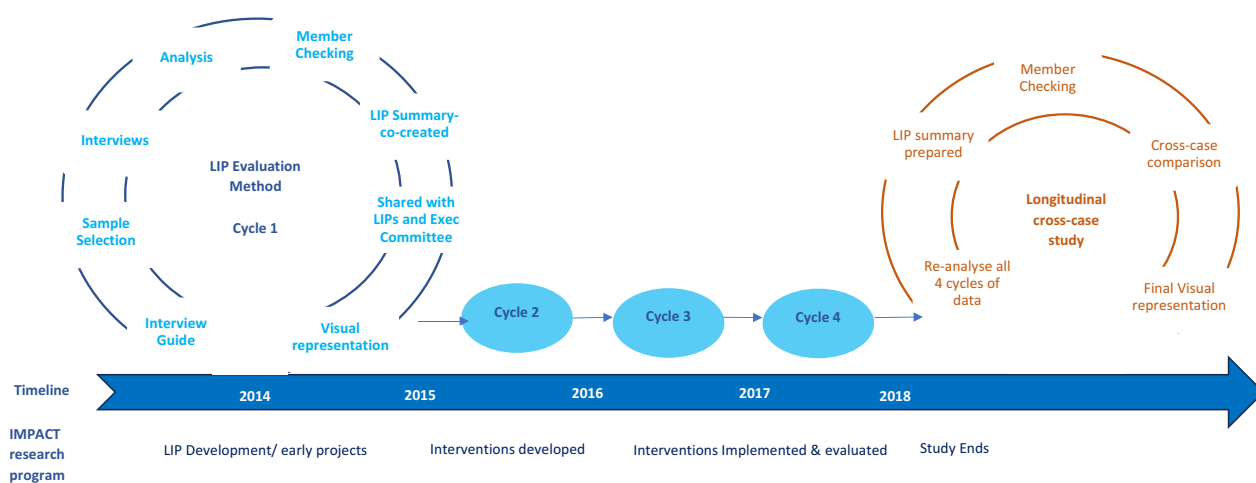 Interview
Guide
Sample
Selection
Interviews
Analysis
Member
Checking
LIP Summary-
co-created
Shared with
LIPs and Exec
Committee
Visual
representation
LIP Evaluation
Method
Cycle 1
Cycle 2
Cycle 3
Cycle 4
Re-analyse all
4 cycles of
data
LIP summary
prepared
Member
Checking
Cross-case
comparison
Final Visual
representation
Longitudinal
cross-case
study
Timeline
2014
2015
2016
2017
2018
IMPACT
research
program
LIP Development/ early projects
Interventions developed
Interventions Implemented & evaluated
Study Ends